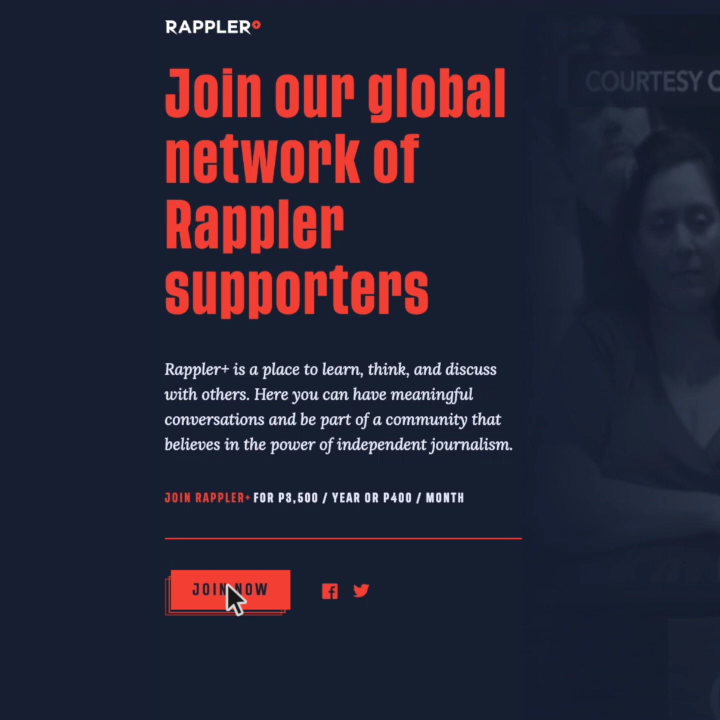 RAPPLER+
COURTESY
Join our global
network of
Rappler
supporters
Rappler+ is a place to learn, think, and discuss
with others. Here you can have meaningful
conversations and be part of a community that
believes in the power of independent journalism.
JOIN RAPPLER+ FOR P3,500 / YEAR OR P400 / MONTH
JOIN NOW